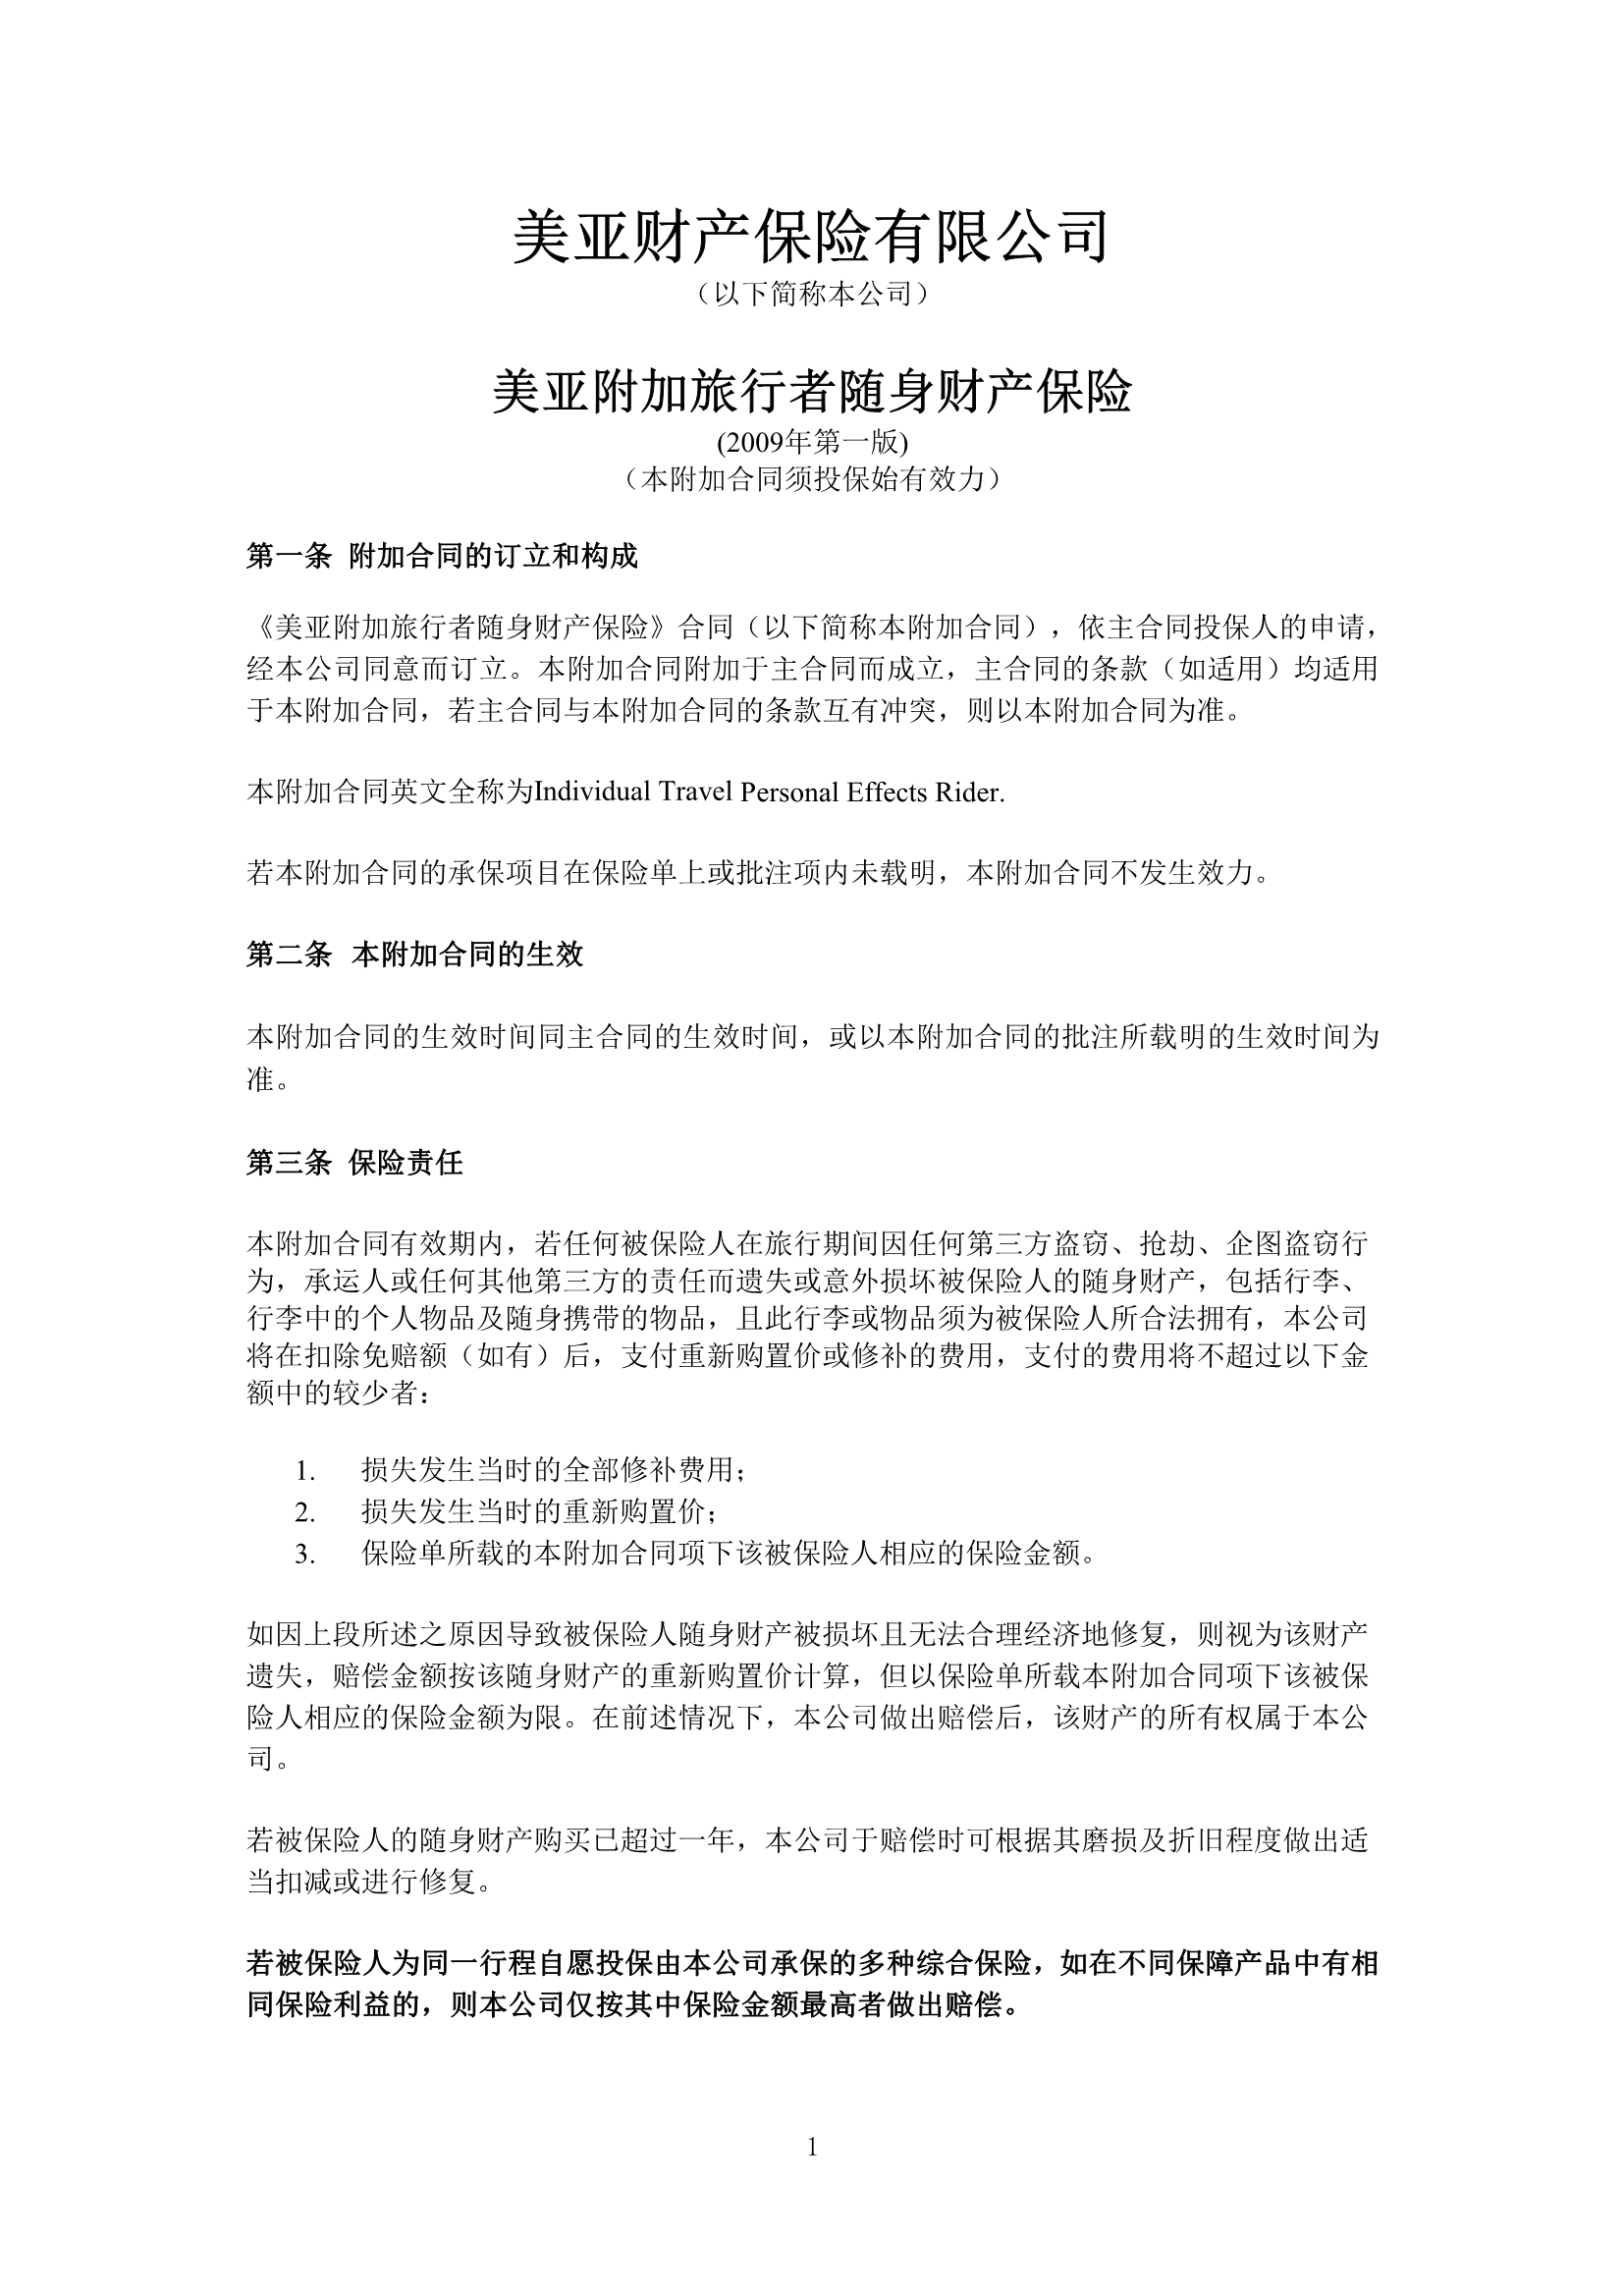 美亚财产保险有限公司
（以下简称本公司）
美亚附加旅行者随身财产保险
(2009年第一版)
（本附加合同须投保始有效力）
第一条 附加合同的订立和构成
《美亚附加旅行者随身财产保险》合同（以下简称本附加合同），依主合同投保人的申请，
经本公司同意而订立。本附加合同附加于主合同而成立，主合同的条款（如适用）均适用
于本附加合同，若主合同与本附加合同的条款互有冲突，则以本附加合同为准。
本附加合同英文全称为Individual Travel Personal Effects Rider.
若本附加合同的承保项目在保险单上或批注项内未载明，本附加合同不发生效力。
第二条 本附加合同的生效
本附加合同的生效时间同主合同的生效时间，或以本附加合同的批注所载明的生效时间为
准。
第三条 保险责任
本附加合同有效期内，若任何被保险人在旅行期间因任何第三方盗窃、抢劫、企图盗窃行
为，承运人或任何其他第三方的责任而遗失或意外损坏被保险人的随身财产，包括行李、
行李中的个人物品及随身携带的物品，且此行李或物品须为被保险人所合法拥有，本公司
将在扣除免赔额（如有）后，支付重新购置价或修补的费用，支付的费用将不超过以下金
额中的较少者：
1. 损失发生当时的全部修补费用；
2. 损失发生当时的重新购置价；
3. 保险单所载的本附加合同项下该被保险人相应的保险金额。
如因上段所述之原因导致被保险人随身财产被损坏且无法合理经济地修复，则视为该财产
遗失，赔偿金额按该随身财产的重新购置价计算，但以保险单所载本附加合同项下该被保
险人相应的保险金额为限。在前述情况下，本公司做出赔偿后，该财产的所有权属于本公
司。
若被保险人的随身财产购买已超过一年，本公司于赔偿时可根据其磨损及折旧程度做出适
当扣减或进行修复。
若被保险人为同一行程自愿投保由本公司承保的多种综合保险，如在不同保障产品中有相
同保险利益的，则本公司仅按其中保险金额最高者做出赔偿。
1